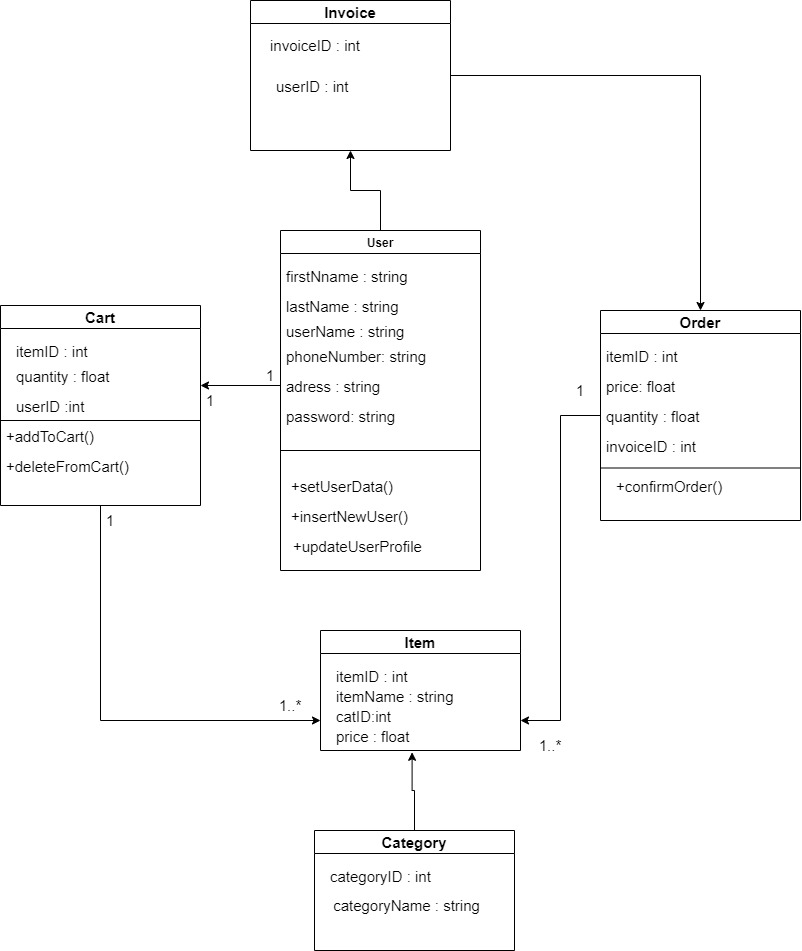 Invoice
invoiceID : int
userID : int
User
firstNname : string
lastName : string
userName : string
phoneNumber: string
adress : string
password: string
+setUserData()
+insertNewUser()
+updateUserProfile
Cart
itemID : int
quantity : float
userID :int
+addToCart()
+deleteFromCart()
1
1
1
1..*
Order
itemID : int
price: float
quantity : float
invoiceID : int
+confirmOrder()
1
1..*
Item
itemID : int
itemName : string
catID:int
price : float
Category
categoryID : int
categoryName : string